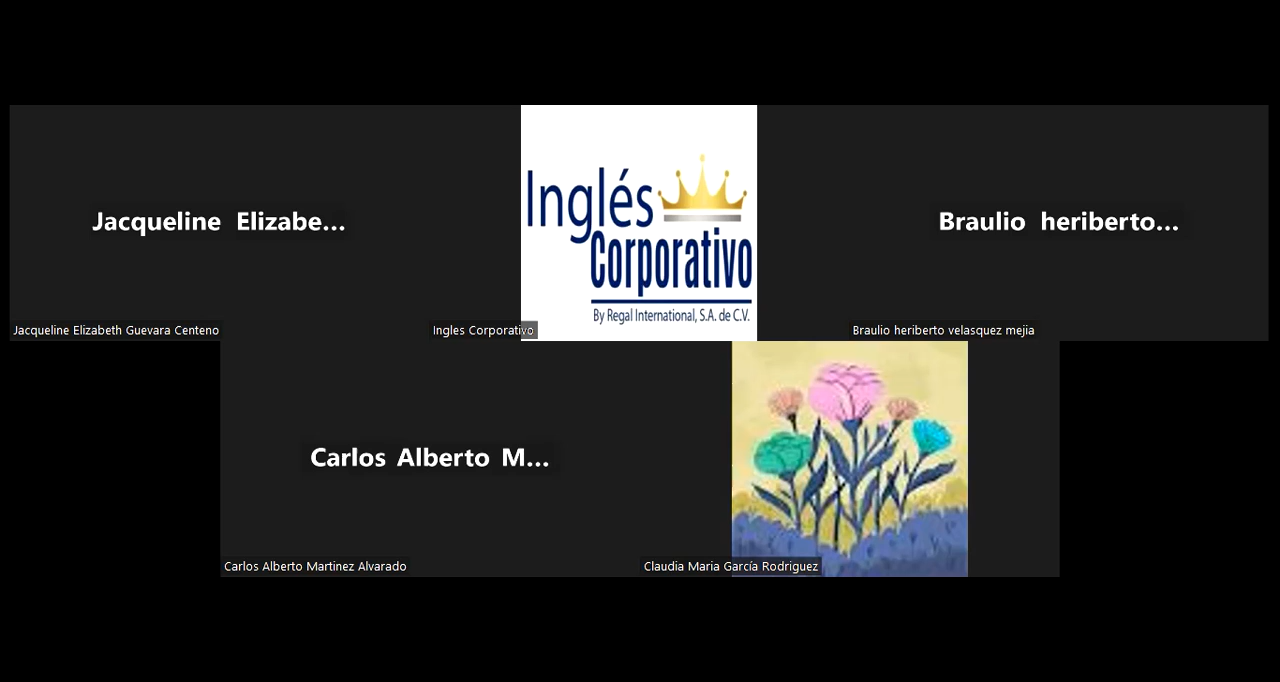 Jacqueline Elizabe...
Jacqueline Elizabeth Guevara Centeno
Inglés
Corporativo
By Regal International, S.A. de C.V.
Ingles Corporativo
Braulio heriberto...
Braulio heriberto velasquez mejia
Carlos Alberto M...
Carlos Alberto Martinez Alvarado
Claudia Maria García Rodriguez